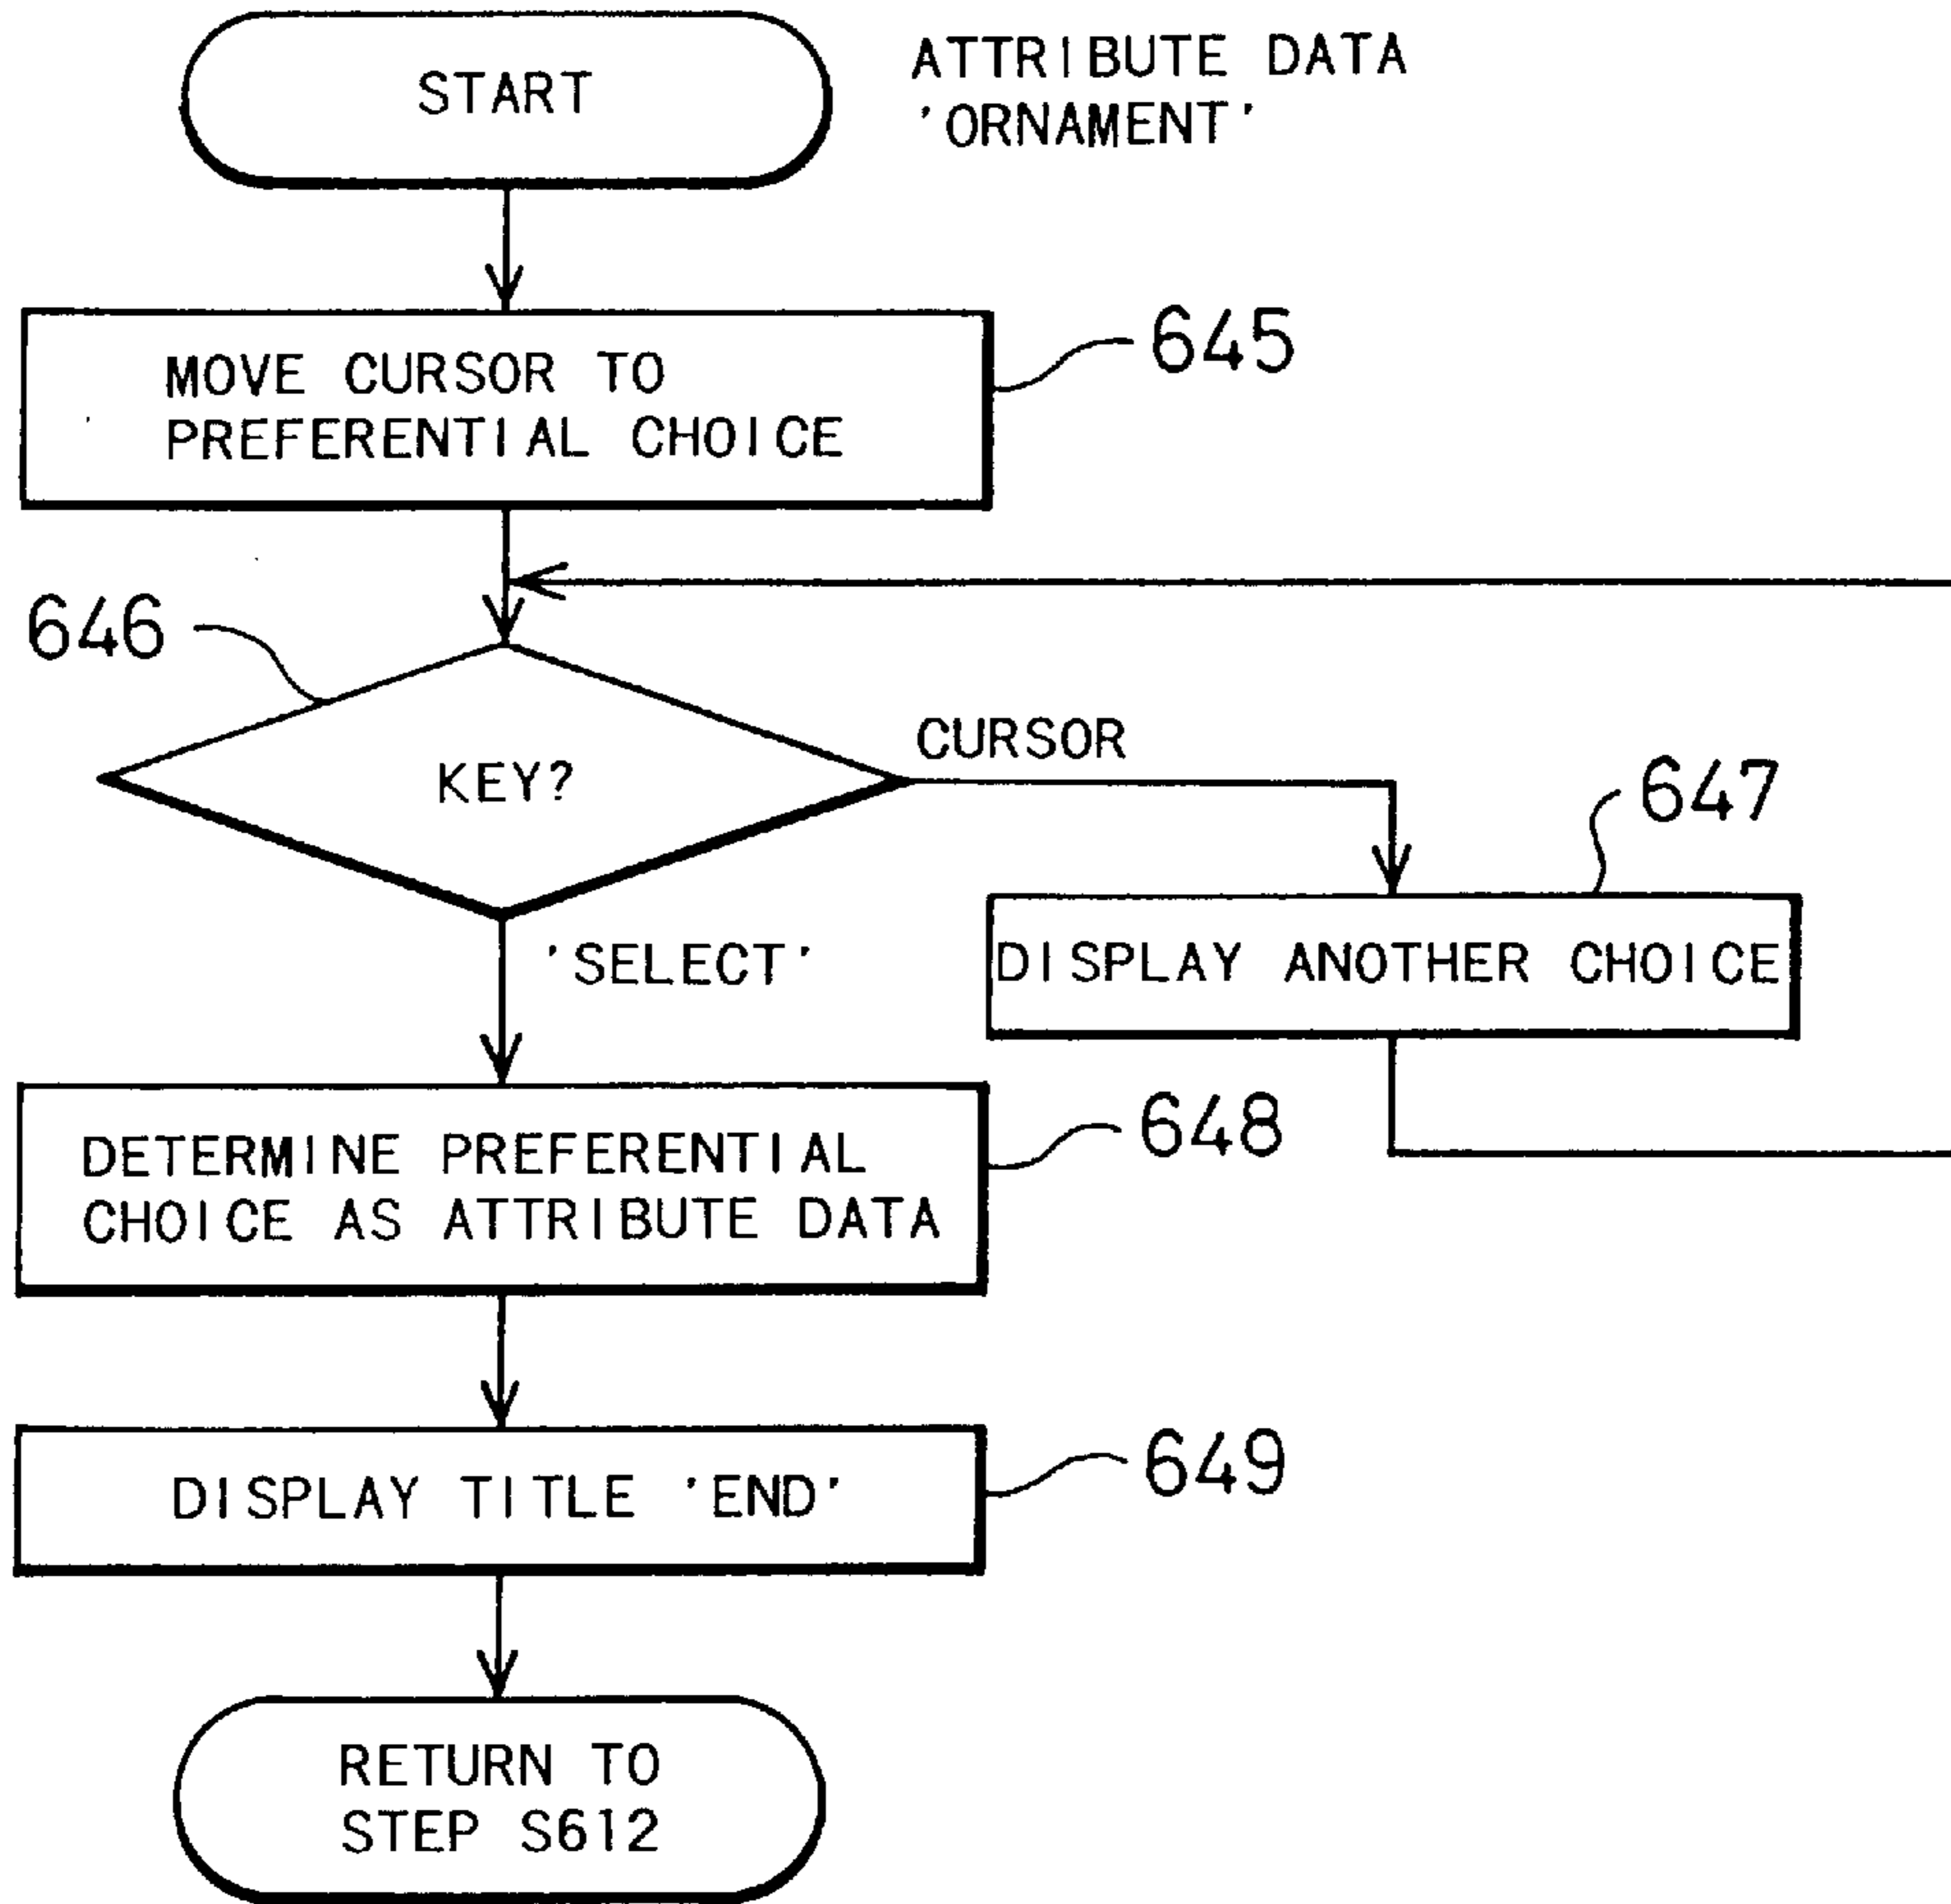 START
ATTRIBUTE DATA
'ORNAMENT'
MOVE CURSOR TO
PREFERENTIAL CHOICE
645
646
KEY?
CURSOR
647
'SELECT'
DISPLAY ANOTHER CHOICE
DETERMINE PREFERENTIAL
CHOICE AS ATTRIBUTE DATA
648
DISPLAY TITLE 'END'
649
RETURN TO
STEP S612